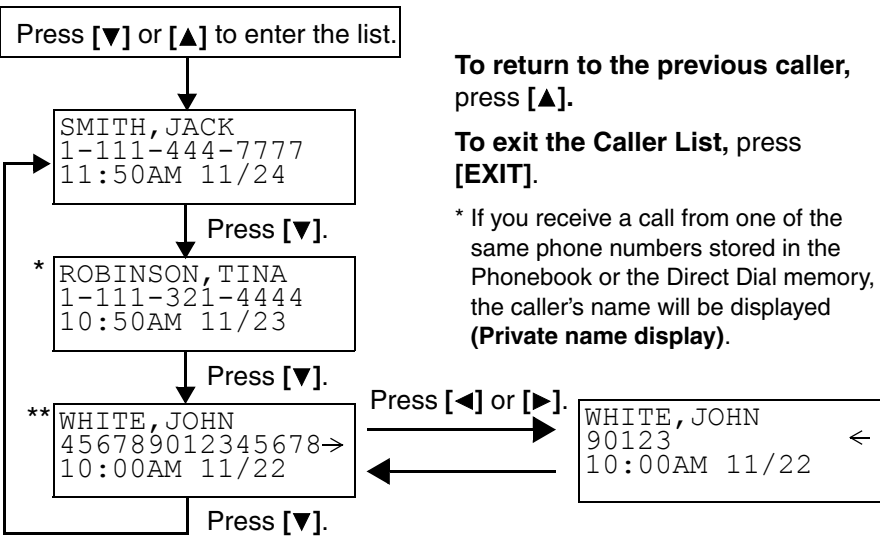 Press [▼] or [▲] to enter the list.
SMITH,JACK
1-111-444-7777
11:50AM 11/24
Press [▼].
*
ROBINSON,TINA
1-111-321-4444
10:50AM 11/23
Press [▼].
**
WHITE,JOHN
456789012345678→
10:00AM 11/22
Press [▼].
Press [◀] or [▶].
WHITE,JOHN
90123 ←
10:00AM 11/22
To return to the previous caller,
press [▲].
To exit the Caller List, press
[EXIT].
* If you receive a call from one of the
same phone numbers stored in the
Phonebook or the Direct Dial memory,
the caller's name will be displayed
(Private name display).